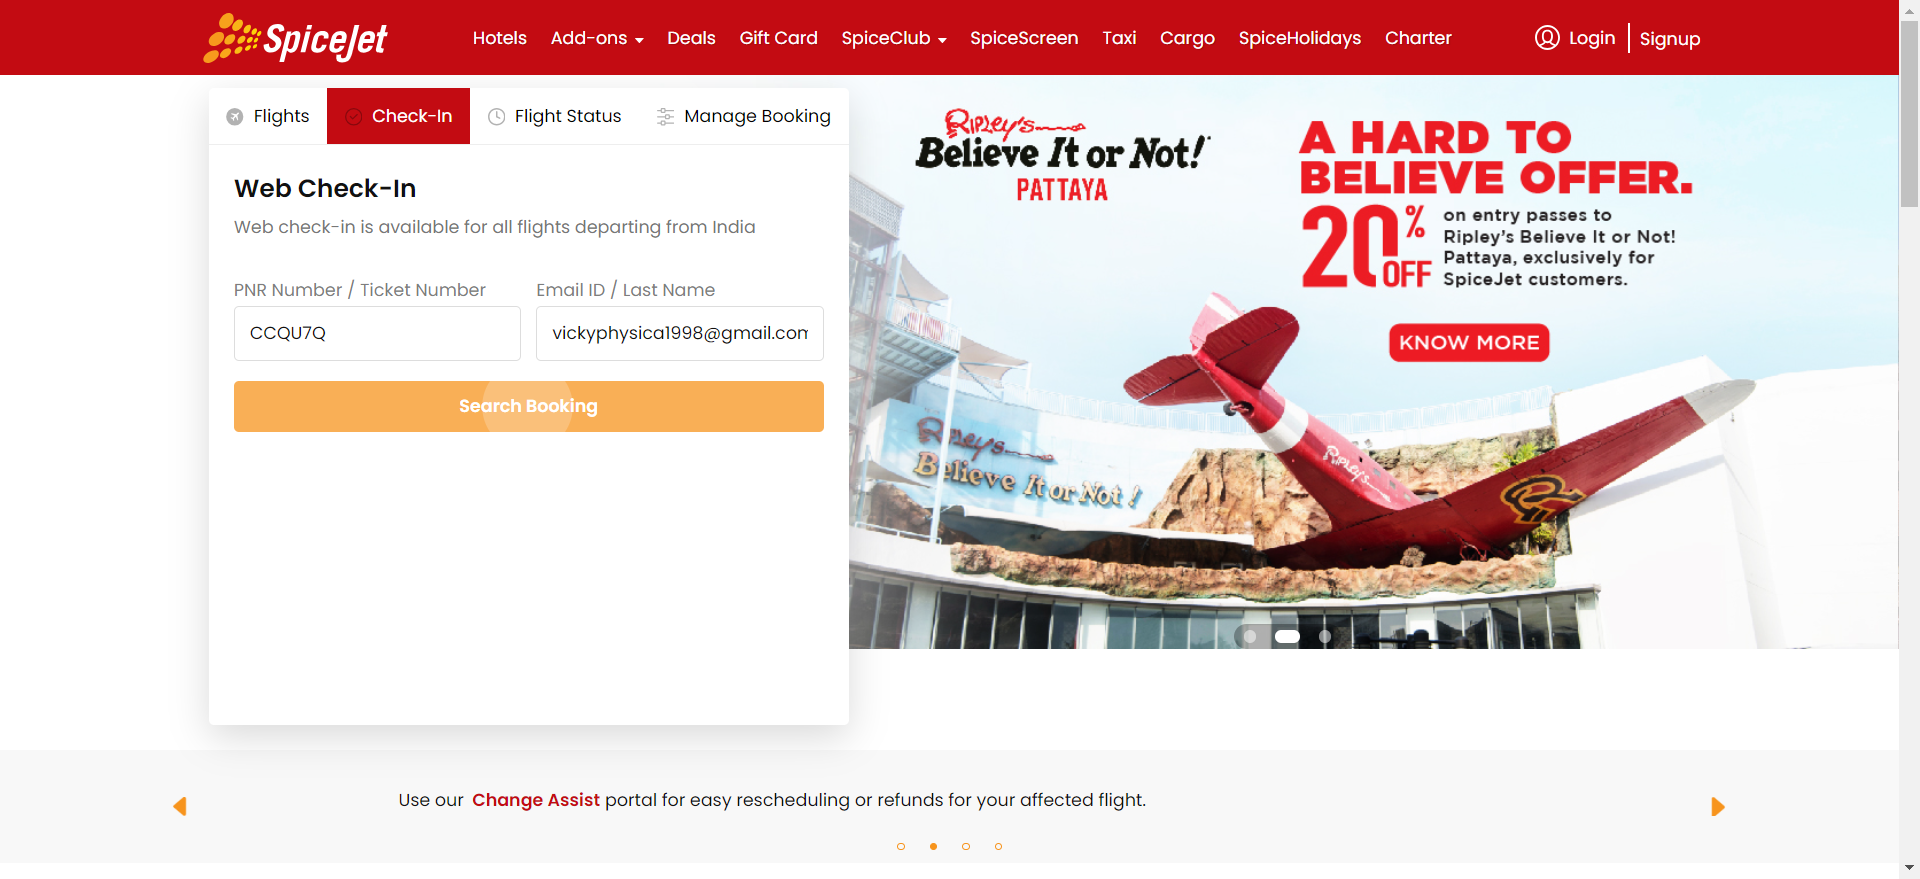 SpiceJet
Hotels Add-ons Deals Gift Card SpiceClub SpiceScreen Taxi Cargo SpiceHolidays Charter Login Signup
Flights Check-In Flight Status Manage Booking
Web Check-In
Web check-in is available for all flights departing from India
PNR Number / Ticket Number Email ID / Last Name
CCQU7Q vickyphysica1998@gmail.com
Search Booking
Ripley's
Believe It or Not!
PATTAYA
A HARD TO
BELIEVE OFFER.
20% OFF
on entry passes to
Ripley's Believe It or Not!
Pattaya, exclusively for
SpiceJet customers.
KNOW MORE
Ripley's
Believe It or Not!
Ripley's
Use our Change Assist portal for easy rescheduling or refunds for your affected flight.